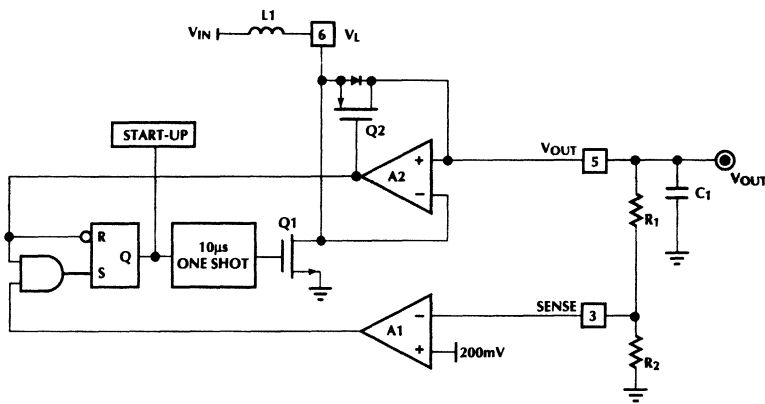 L1
VIN
6
VL
START-UP
Q2
+
A2
−
VOUT
5
VOUT
C1
R1
R
Q
S
10µs
ONE SHOT
Q1
SENSE
3
−
A1
+
200mV
R2